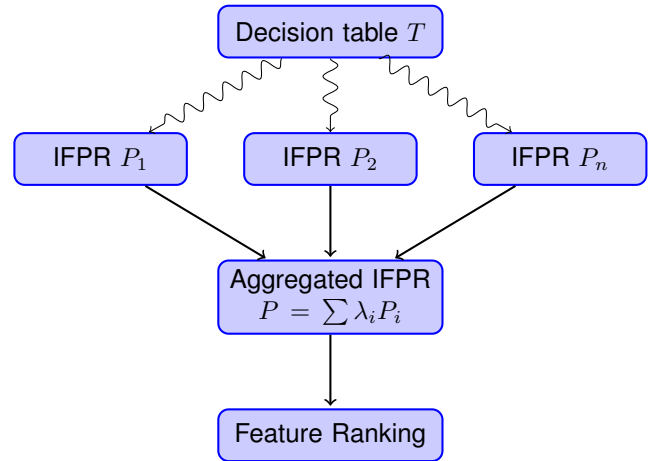 Decision table T
IFPR P₁
IFPR P₂
IFPR Pₙ
Aggregated IFPR
P = ∑ λᵢPᵢ
Feature Ranking